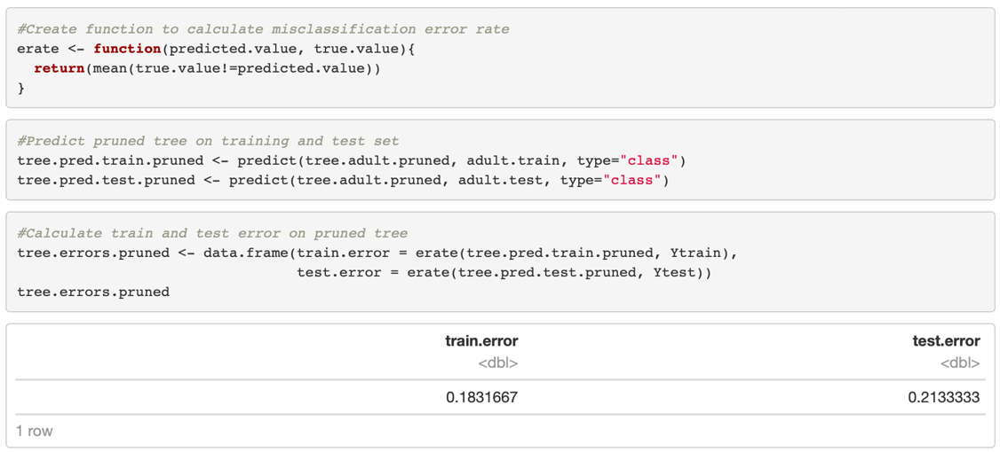 #Create function to calculate misclassification error rate
erate <- function(predicted.value, true.value){
  return(mean(true.value!=predicted.value))
}
#Predict pruned tree on training and test set
tree.pred.train.pruned <- predict(tree.adult.pruned, adult.train, type="class")
tree.pred.test.pruned <- predict(tree.adult.pruned, adult.test, type="class")
#Calculate train and test error on pruned tree
tree.errors.pruned <- data.frame(train.error = erate(tree.pred.train.pruned, Ytrain),
                                 test.error = erate(tree.pred.test.pruned, Ytest))
tree.errors.pruned
train.error test.error
<dbl> <dbl>
0.1831667 0.2133333
1 row